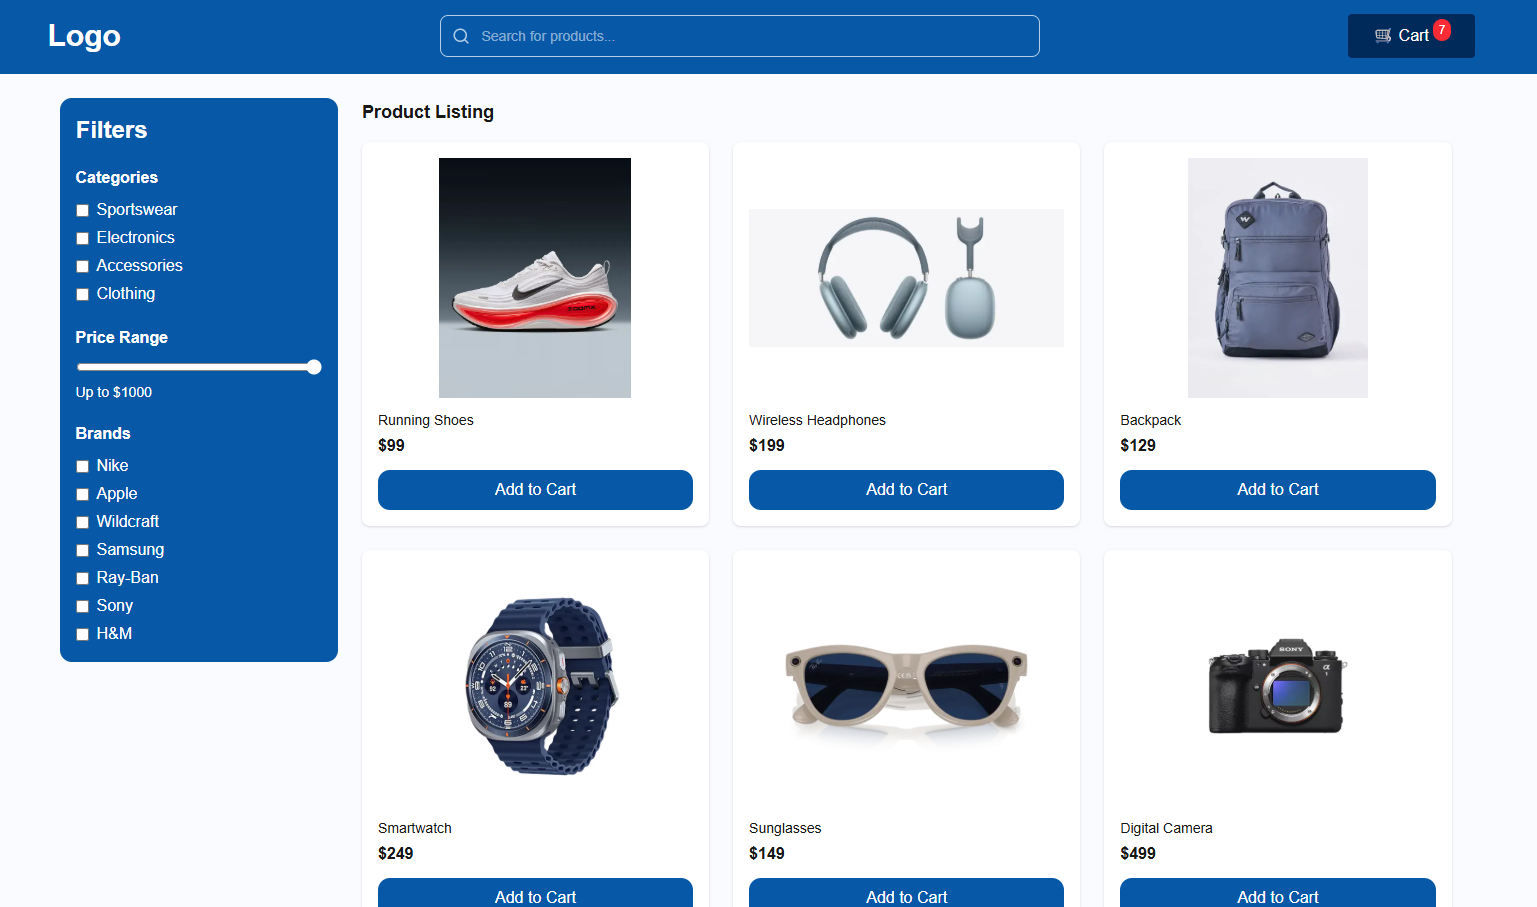 Logo
Search for products...
Cart 7
Filters
Categories
Sportswear
Electronics
Accessories
Clothing
Price Range
Up to $1000
Brands
Nike
Apple
Wildcraft
Samsung
Ray-Ban
Sony
H&M
Product Listing
Running Shoes
$99
Add to Cart
Wireless Headphones
$199
Add to Cart
Backpack
$129
Add to Cart
Smartwatch
$249
Add to Cart
SONY
Sunglasses
$149
Add to Cart
Digital Camera
$499
Add to Cart